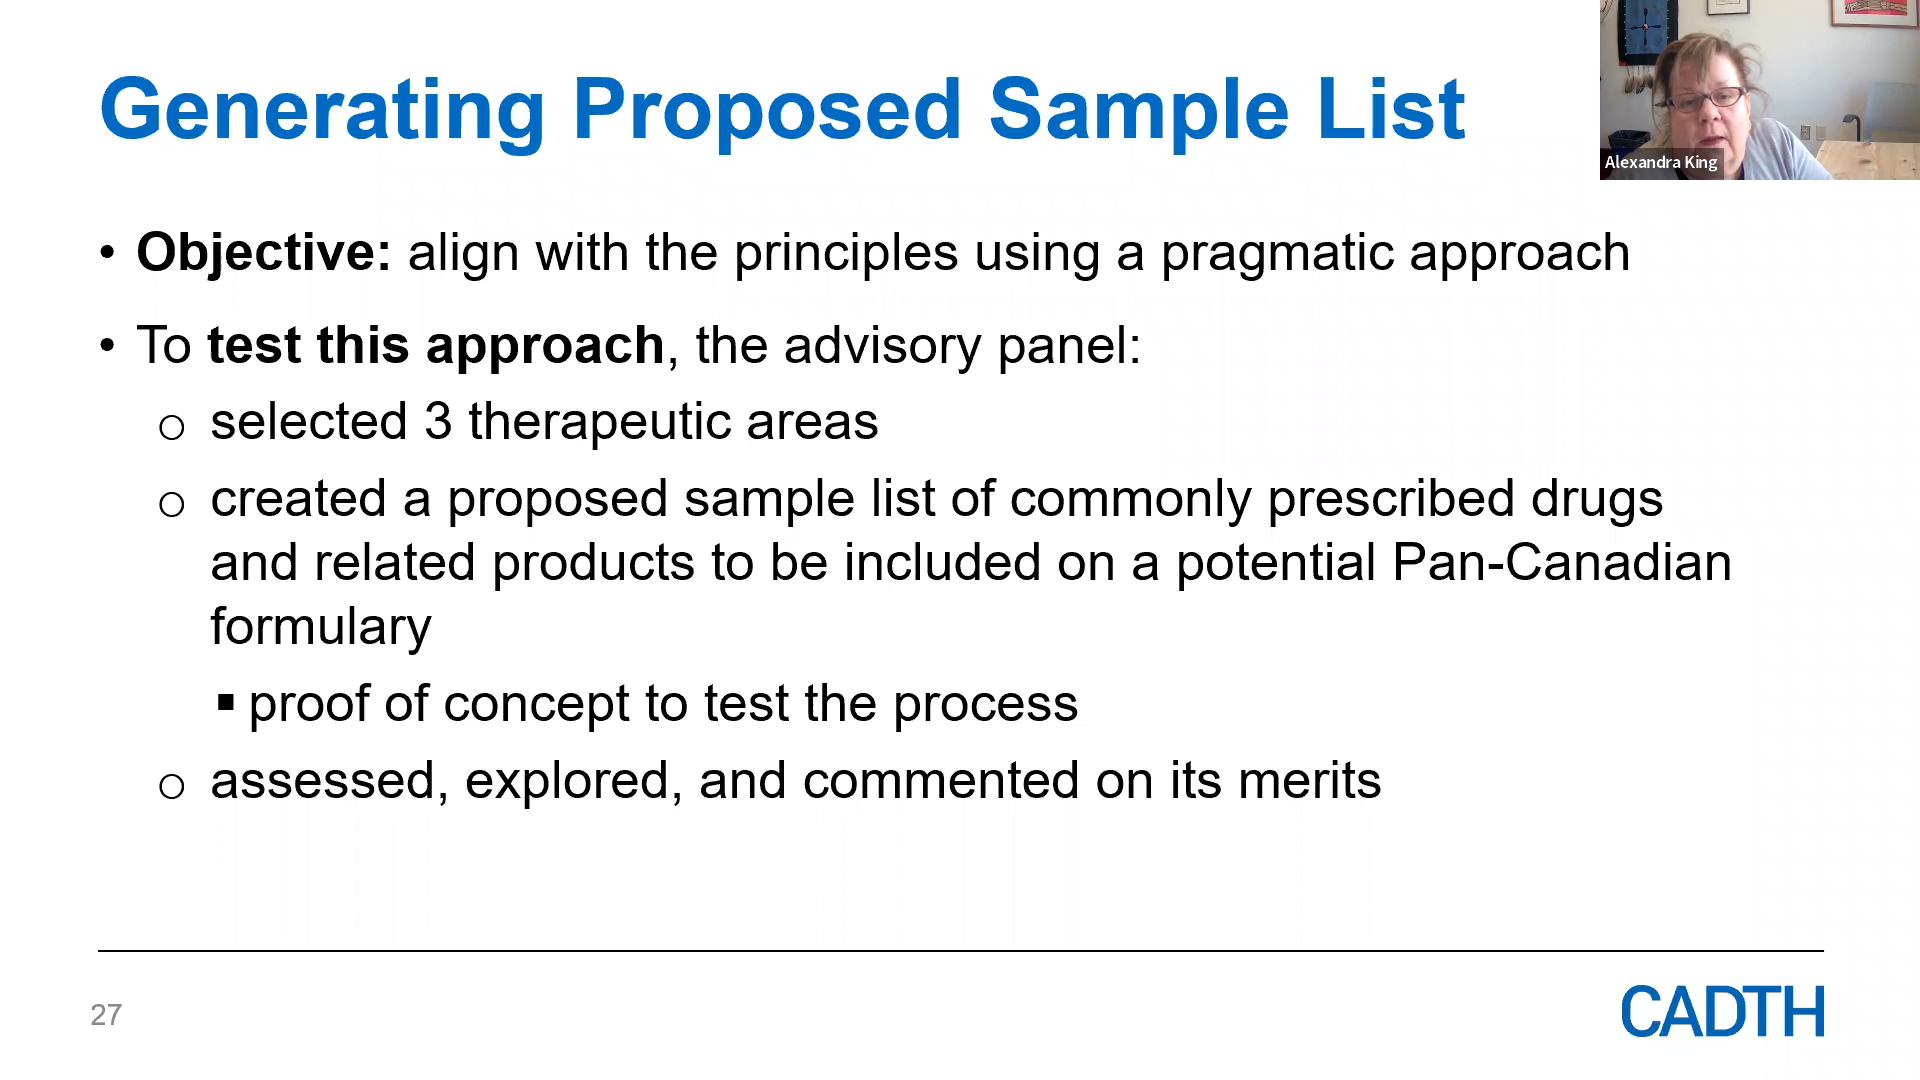 Generating Proposed Sample List
Alexandra King
• Objective: align with the principles using a pragmatic approach
• To test this approach, the advisory panel:
o selected 3 therapeutic areas
o created a proposed sample list of commonly prescribed drugs
and related products to be included on a potential Pan-Canadian
formulary
▪ proof of concept to test the process
o assessed, explored, and commented on its merits
27
CADTH